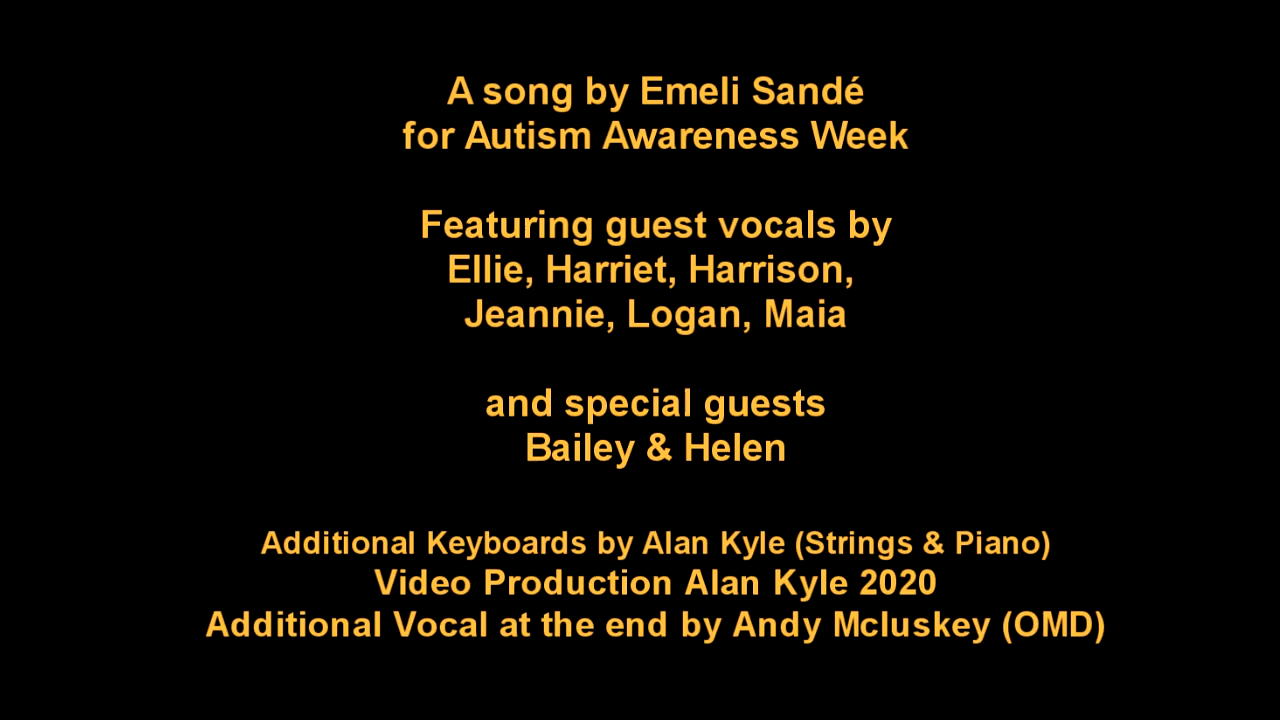 A song by Emeli Sandé
for Autism Awareness Week
Featuring guest vocals by
Ellie, Harriet, Harrison,
Jeannie, Logan, Maia
and special guests
Bailey & Helen
Additional Keyboards by Alan Kyle (Strings & Piano)
Video Production Alan Kyle 2020
Additional Vocal at the end by Andy Mcluskey (OMD)